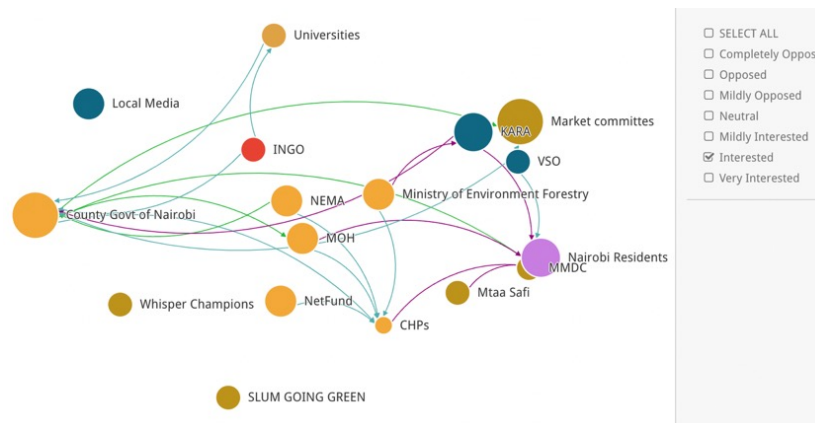 Universities
Local Media
KARA
Market committes
INGO
VSO
NEMA
Ministry of Environment Forestry
County Govt of Nairobi
MOH
Nairobi Residents
MMDC
Mtaa Safi
Whisper Champions
NetFund
CHPs
SLUM GOING GREEN
SELECT ALL
Completely Oppos
Opposed
Mildly Opposed
Neutral
Mildly Interested
Interested
Very Interested